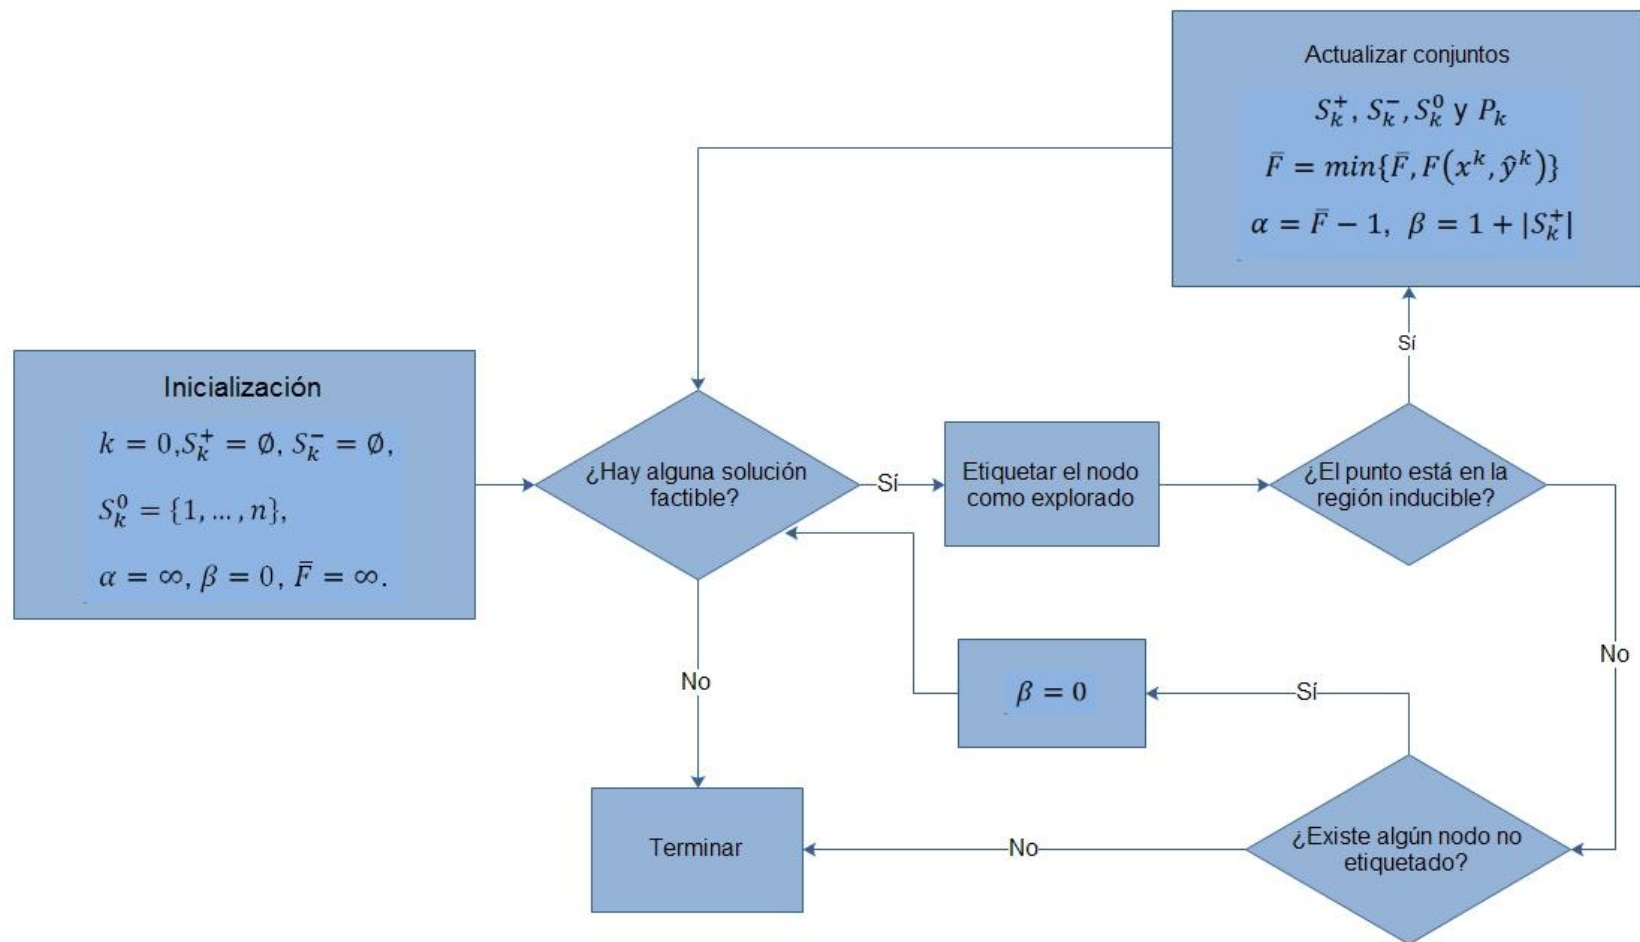 Actualizar conjuntos
$S_k^+, S_k^-, S_k^0$ y $P_k$
$\bar{F} = min\{\bar{F}, F(x^k, \hat{y}^k)\}$
$\alpha = \bar{F} - 1,\ \beta = 1 + |S_k^+|$
Sí
Inicialización
$k = 0, S_k^+ = \emptyset, S_k^- = \emptyset,$
$S_k^0 = \{1, \dots, n\},$
$\alpha = \infty, \beta = 0, \bar{F} = \infty.$
¿Hay alguna solución
factible?
Sí
Etiquetar el nodo
como explorado
¿El punto está en la
región inducible?
No
No
$\beta = 0$
Sí
Terminar
No
¿Existe algún nodo no
etiquetado?